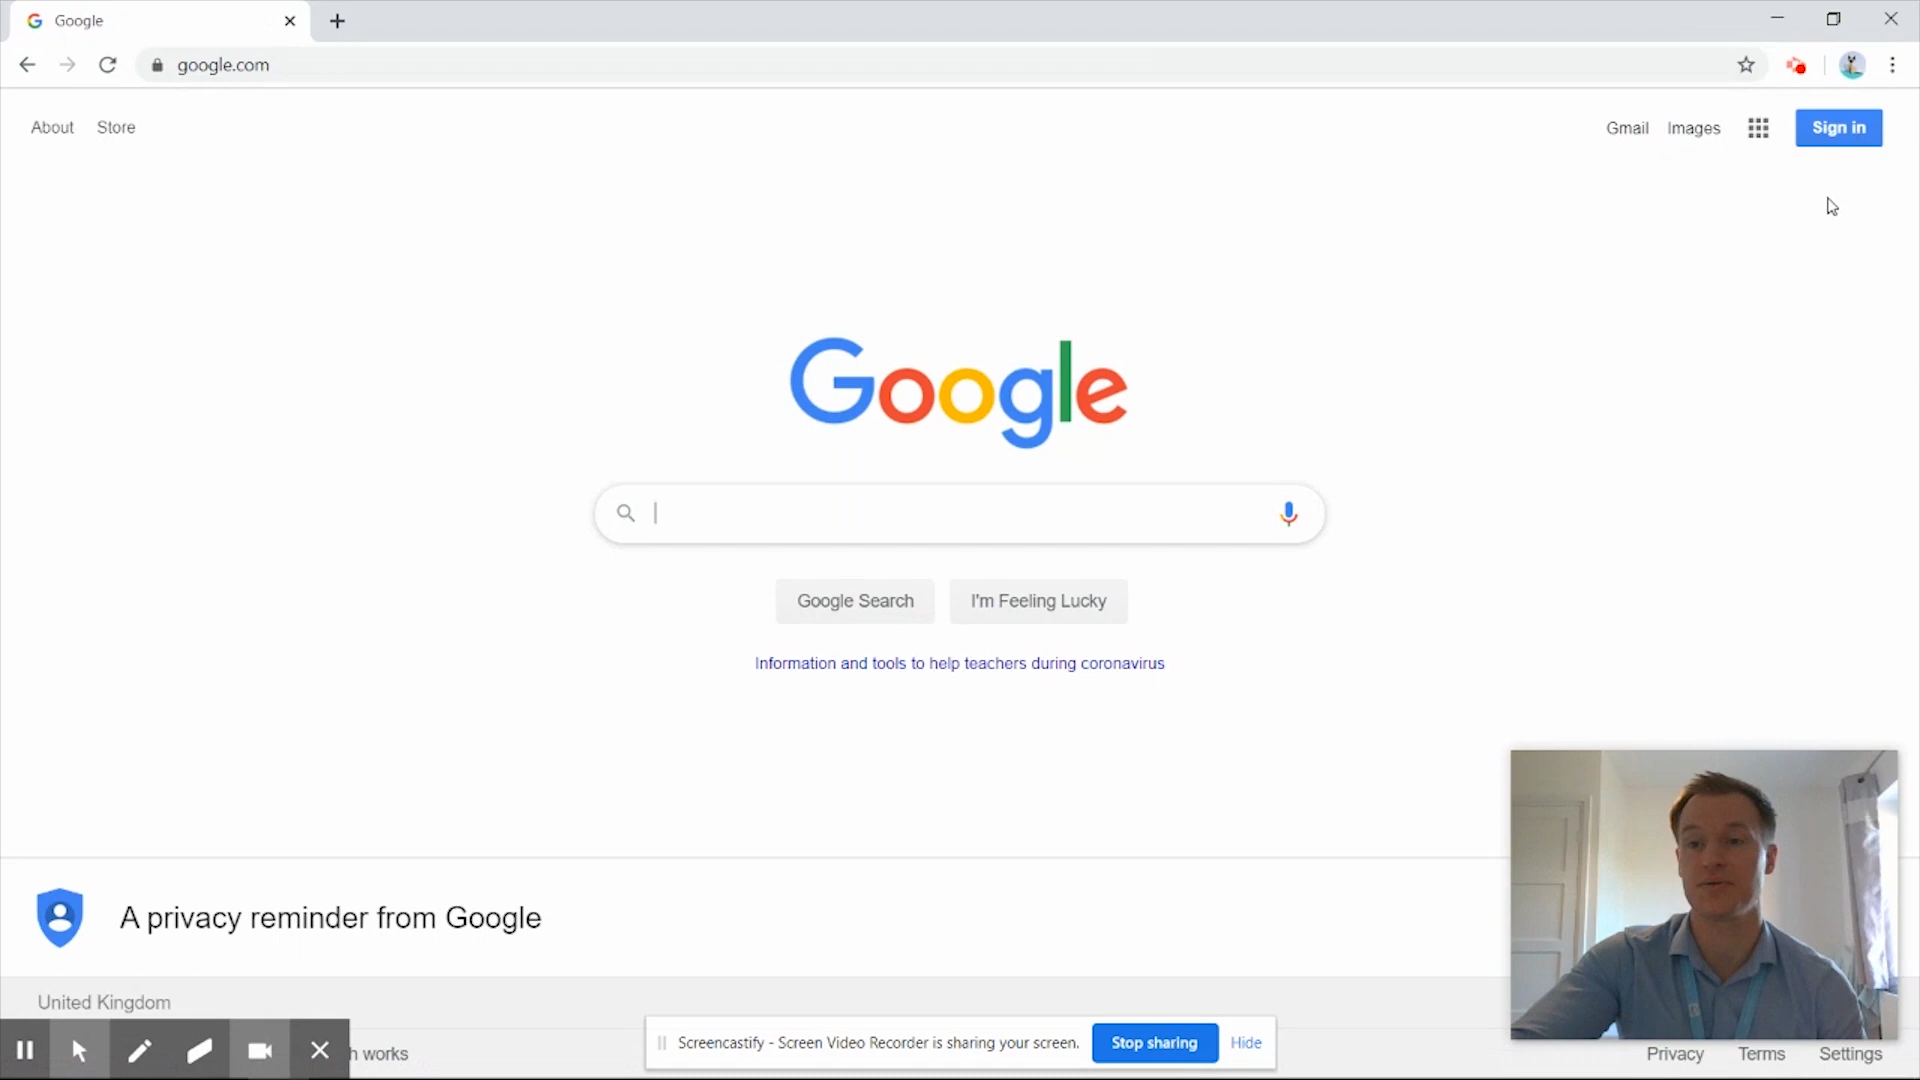 Google
google.com
About Store
Gmail Images Sign in
Google
Google Search I'm Feeling Lucky
Information and tools to help teachers during coronavirus
A privacy reminder from Google
United Kingdom
h works
Screencastify - Screen Video Recorder is sharing your screen. Stop sharing Hide
Privacy Terms Settings